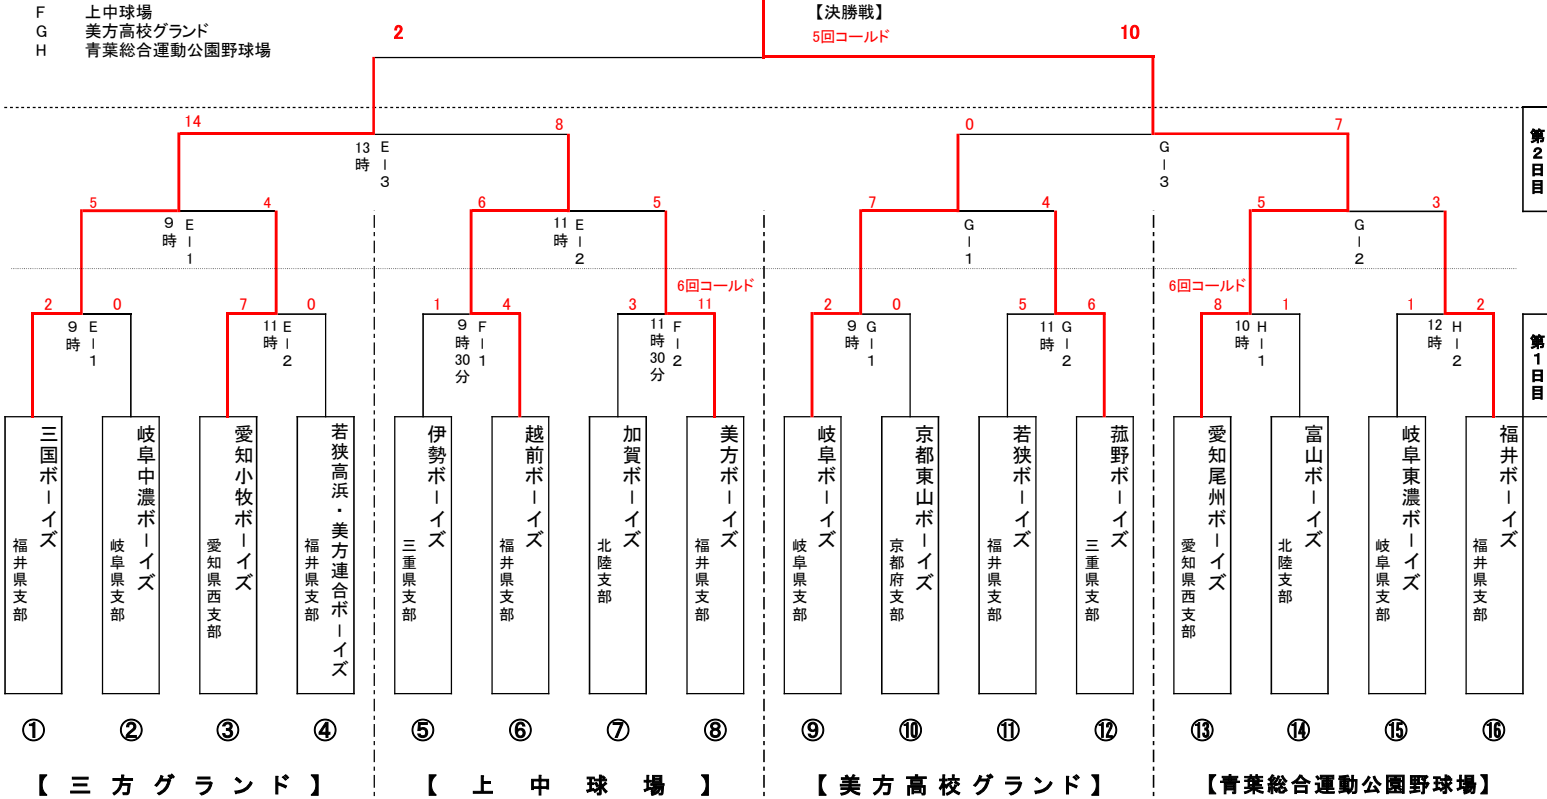 F 上中球場
G 美方高校グランド
H 青葉総合運動公園野球場
【決勝戦】
5回コールド
2 10
14 8 0 7
13時 E-3 G-3
第2日目
5 4 6 5 7 4 5 3
9時 E-1 11時 E-2 G-1 G-2
6回コールド 6回コールド
2 0 7 0 1 4 3 11 2 0 5 6 8 1 1 2
9時 E-1 11時 E-2 9時30分 F-1 11時30分 F-2 9時 G-1 11時 G-2 10時 H-1 12時 H-2
第1日目
三国ボーイズ 福井県支部
岐阜中濃ボーイズ 岐阜県支部
愛知小牧ボーイズ 愛知県西支部
若狭高浜・美方連合ボーイズ 福井県支部
伊勢ボーイズ 三重県支部
越前ボーイズ 福井県支部
加賀ボーイズ 北陸支部
美方ボーイズ 福井県支部
岐阜ボーイズ 岐阜県支部
京都東山ボーイズ 京都府支部
若狭ボーイズ 福井県支部
菰野ボーイズ 三重県支部
愛知尾州ボーイズ 愛知県西支部
富山ボーイズ 北陸支部
岐阜東濃ボーイズ 岐阜県支部
福井ボーイズ 福井県支部
① ② ③ ④ ⑤ ⑥ ⑦ ⑧ ⑨ ⑩ ⑪ ⑫ ⑬ ⑭ ⑮ ⑯
【三方グランド】 【上中球場】 【美方高校グランド】 【青葉総合運動公園野球場】